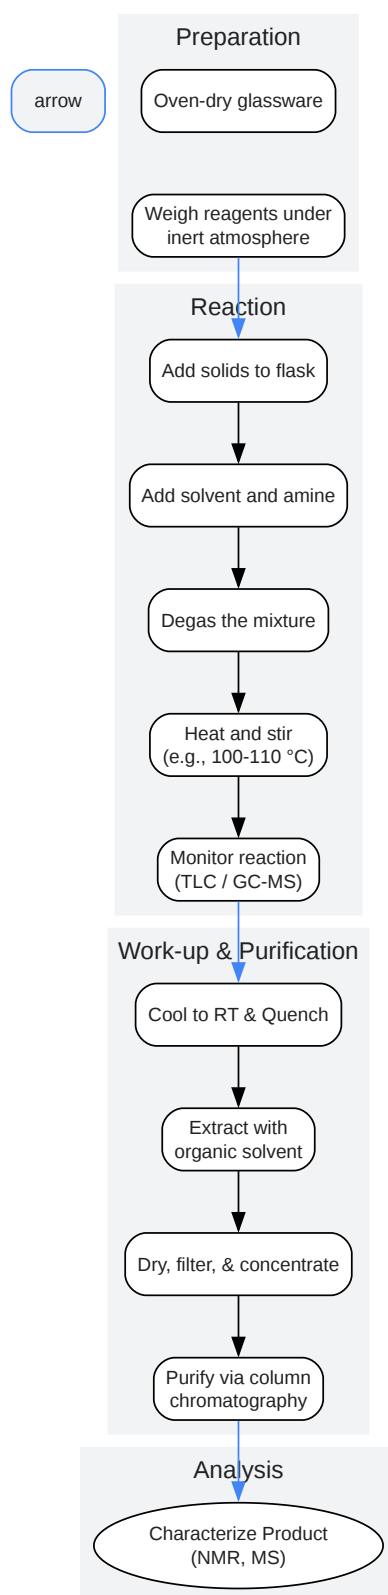 Preparation
arrow
Oven-dry glassware
Weigh reagents under
inert atmosphere
Reaction
Add solids to flask
Add solvent and amine
Degas the mixture
Heat and stir
(e.g., 100-110 °C)
Monitor reaction
(TLC / GC-MS)
Work-up & Purification
Cool to RT & Quench
Extract with
organic solvent
Dry, filter, & concentrate
Purify via column
chromatography
Analysis
Characterize Product
(NMR, MS)